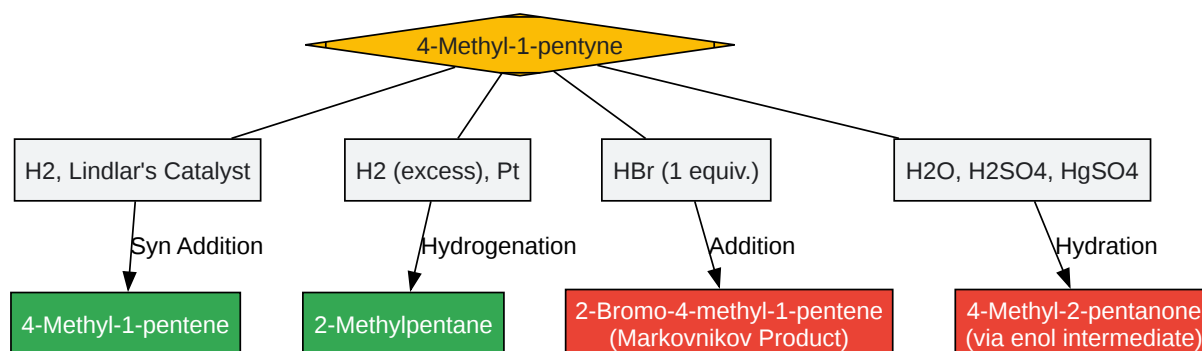 4-Methyl-1-pentyne
H2, Lindlar's Catalyst
H2 (excess), Pt
HBr (1 equiv.)
H2O, H2SO4, HgSO4
Syn Addition
Hydrogenation
Addition
Hydration
4-Methyl-1-pentene
2-Methylpentane
2-Bromo-4-methyl-1-pentene
(Markovnikov Product)
4-Methyl-2-pentanone
(via enol intermediate)